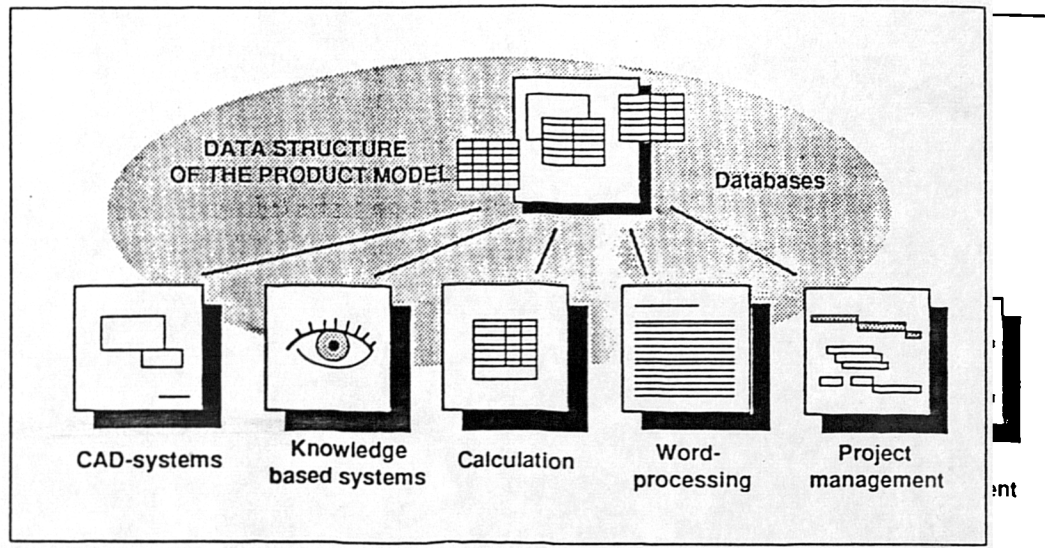 DATA STRUCTURE
OF THE PRODUCT MODEL
Databases
CAD-systems
Knowledge
based systems
Calculation
Word-
processing
Project
management
ent